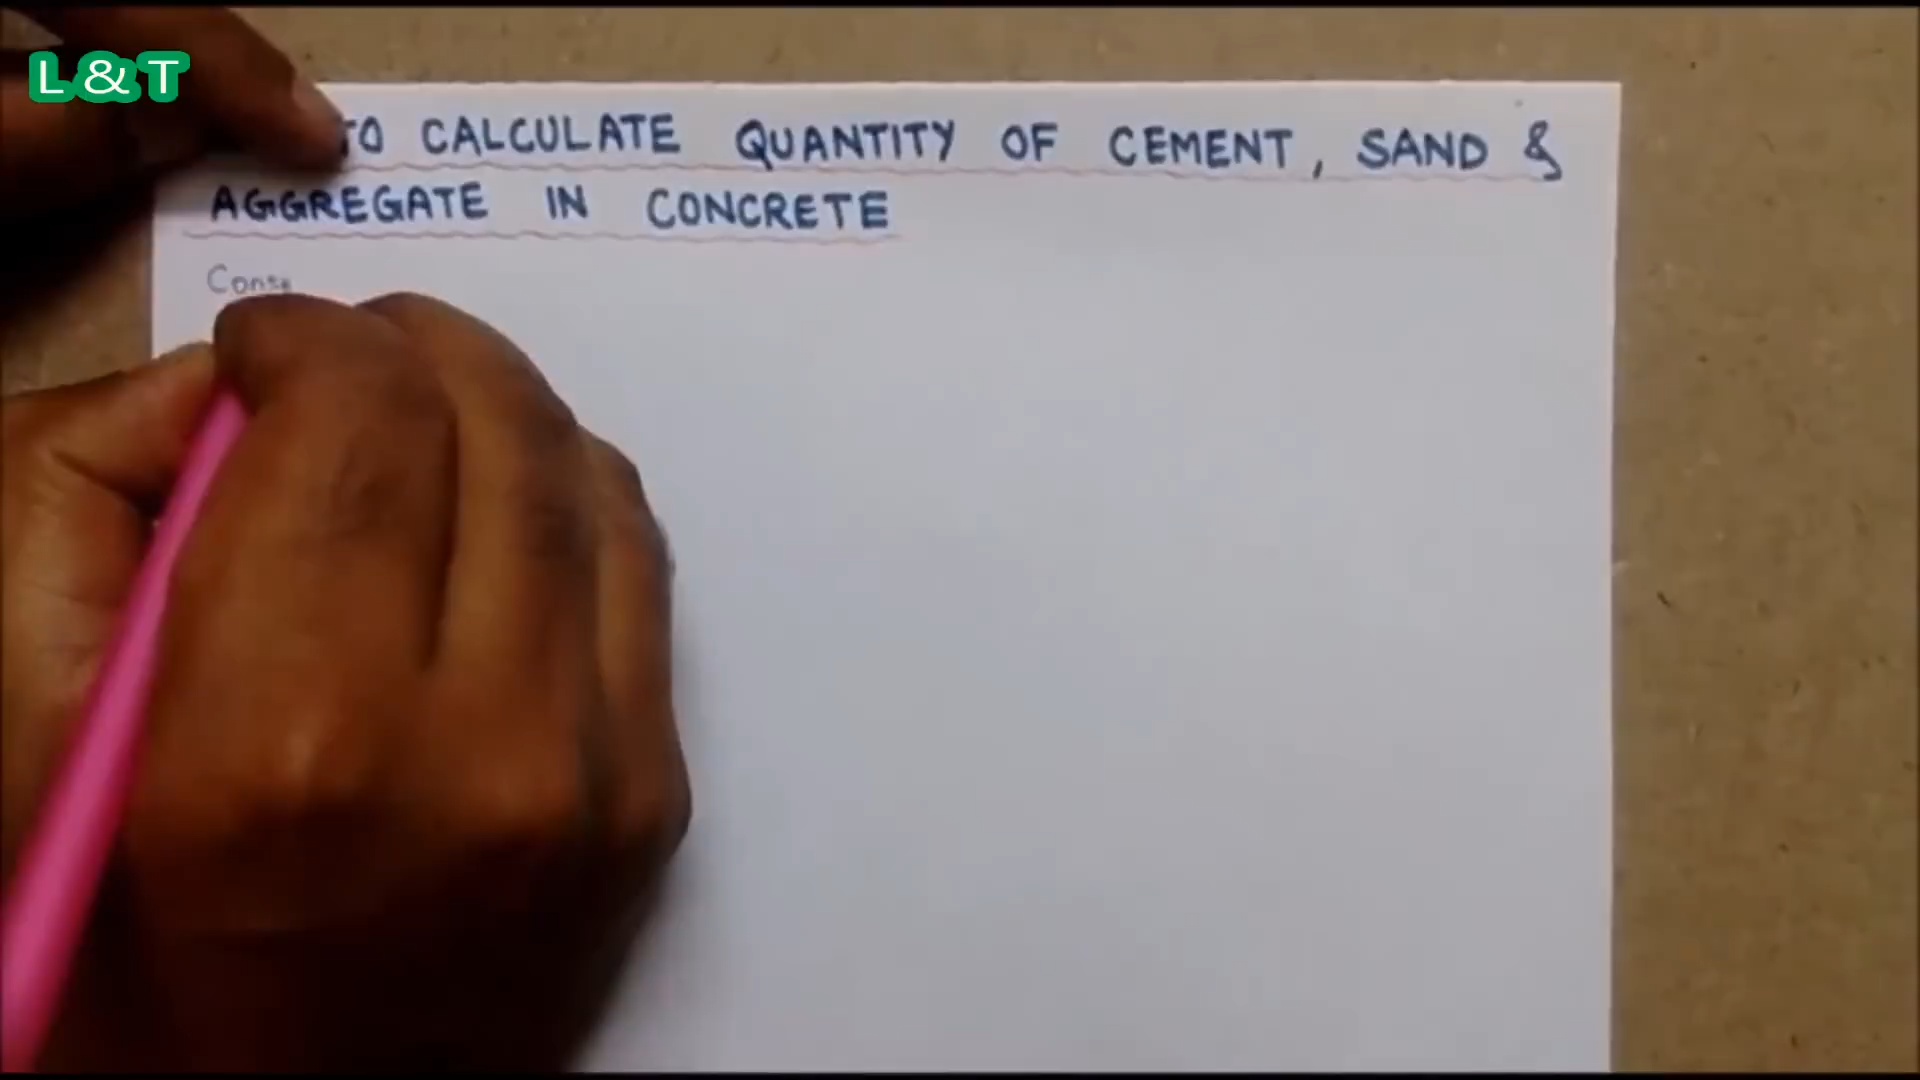 L&T
TO CALCULATE QUANTITY OF CEMENT, SAND &
AGGREGATE IN CONCRETE